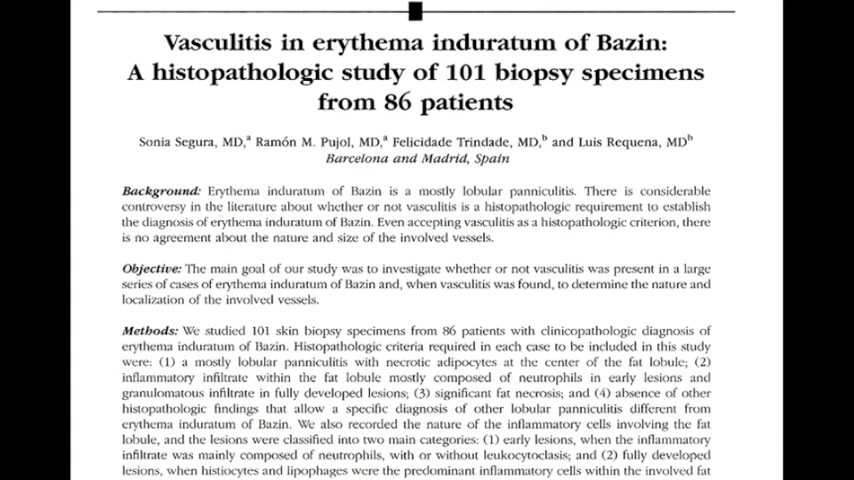 Vasculitis in erythema induratum of Bazin:
A histopathologic study of 101 biopsy specimens
from 86 patients
Sonia Segura, MD,a Ramón M. Pujol, MD,a Felicidade Trindade, MD,b and Luis Requena, MDb
Barcelona and Madrid, Spain
Background: Erythema induratum of Bazin is a mostly lobular panniculitis. There is considerable
controversy in the literature about whether or not vasculitis is a histopathologic requirement to establish
the diagnosis of erythema induratum of Bazin. Even accepting vasculitis as a histopathologic criterion, there
is no agreement about the nature and size of the involved vessels.
Objective: The main goal of our study was to investigate whether or not vasculitis was present in a large
series of cases of erythema induratum of Bazin and, when vasculitis was found, to determine the nature and
localization of the involved vessels.
Methods: We studied 101 skin biopsy specimens from 86 patients with clinicopathologic diagnosis of
erythema induratum of Bazin. Histopathologic criteria required in each case to be included in this study
were: (1) a mostly lobular panniculitis with necrotic adipocytes at the center of the fat lobule; (2)
inflammatory infiltrate within the fat lobule mostly composed of neutrophils in early lesions and
granulomatous infiltrate in fully developed lesions; (3) significant fat necrosis; and (4) absence of other
histopathologic findings that allow a specific diagnosis of other lobular panniculitis different from
erythema induratum of Bazin. We also recorded the nature of the inflammatory cells involving the fat
lobule, and the lesions were classified into two main categories: (1) early lesions, when the inflammatory
infiltrate was mainly composed of neutrophils, with or without leukocytoclasis; and (2) fully developed
lesions, when histiocytes and lipophages were the predominant inflammatory cells within the involved fat